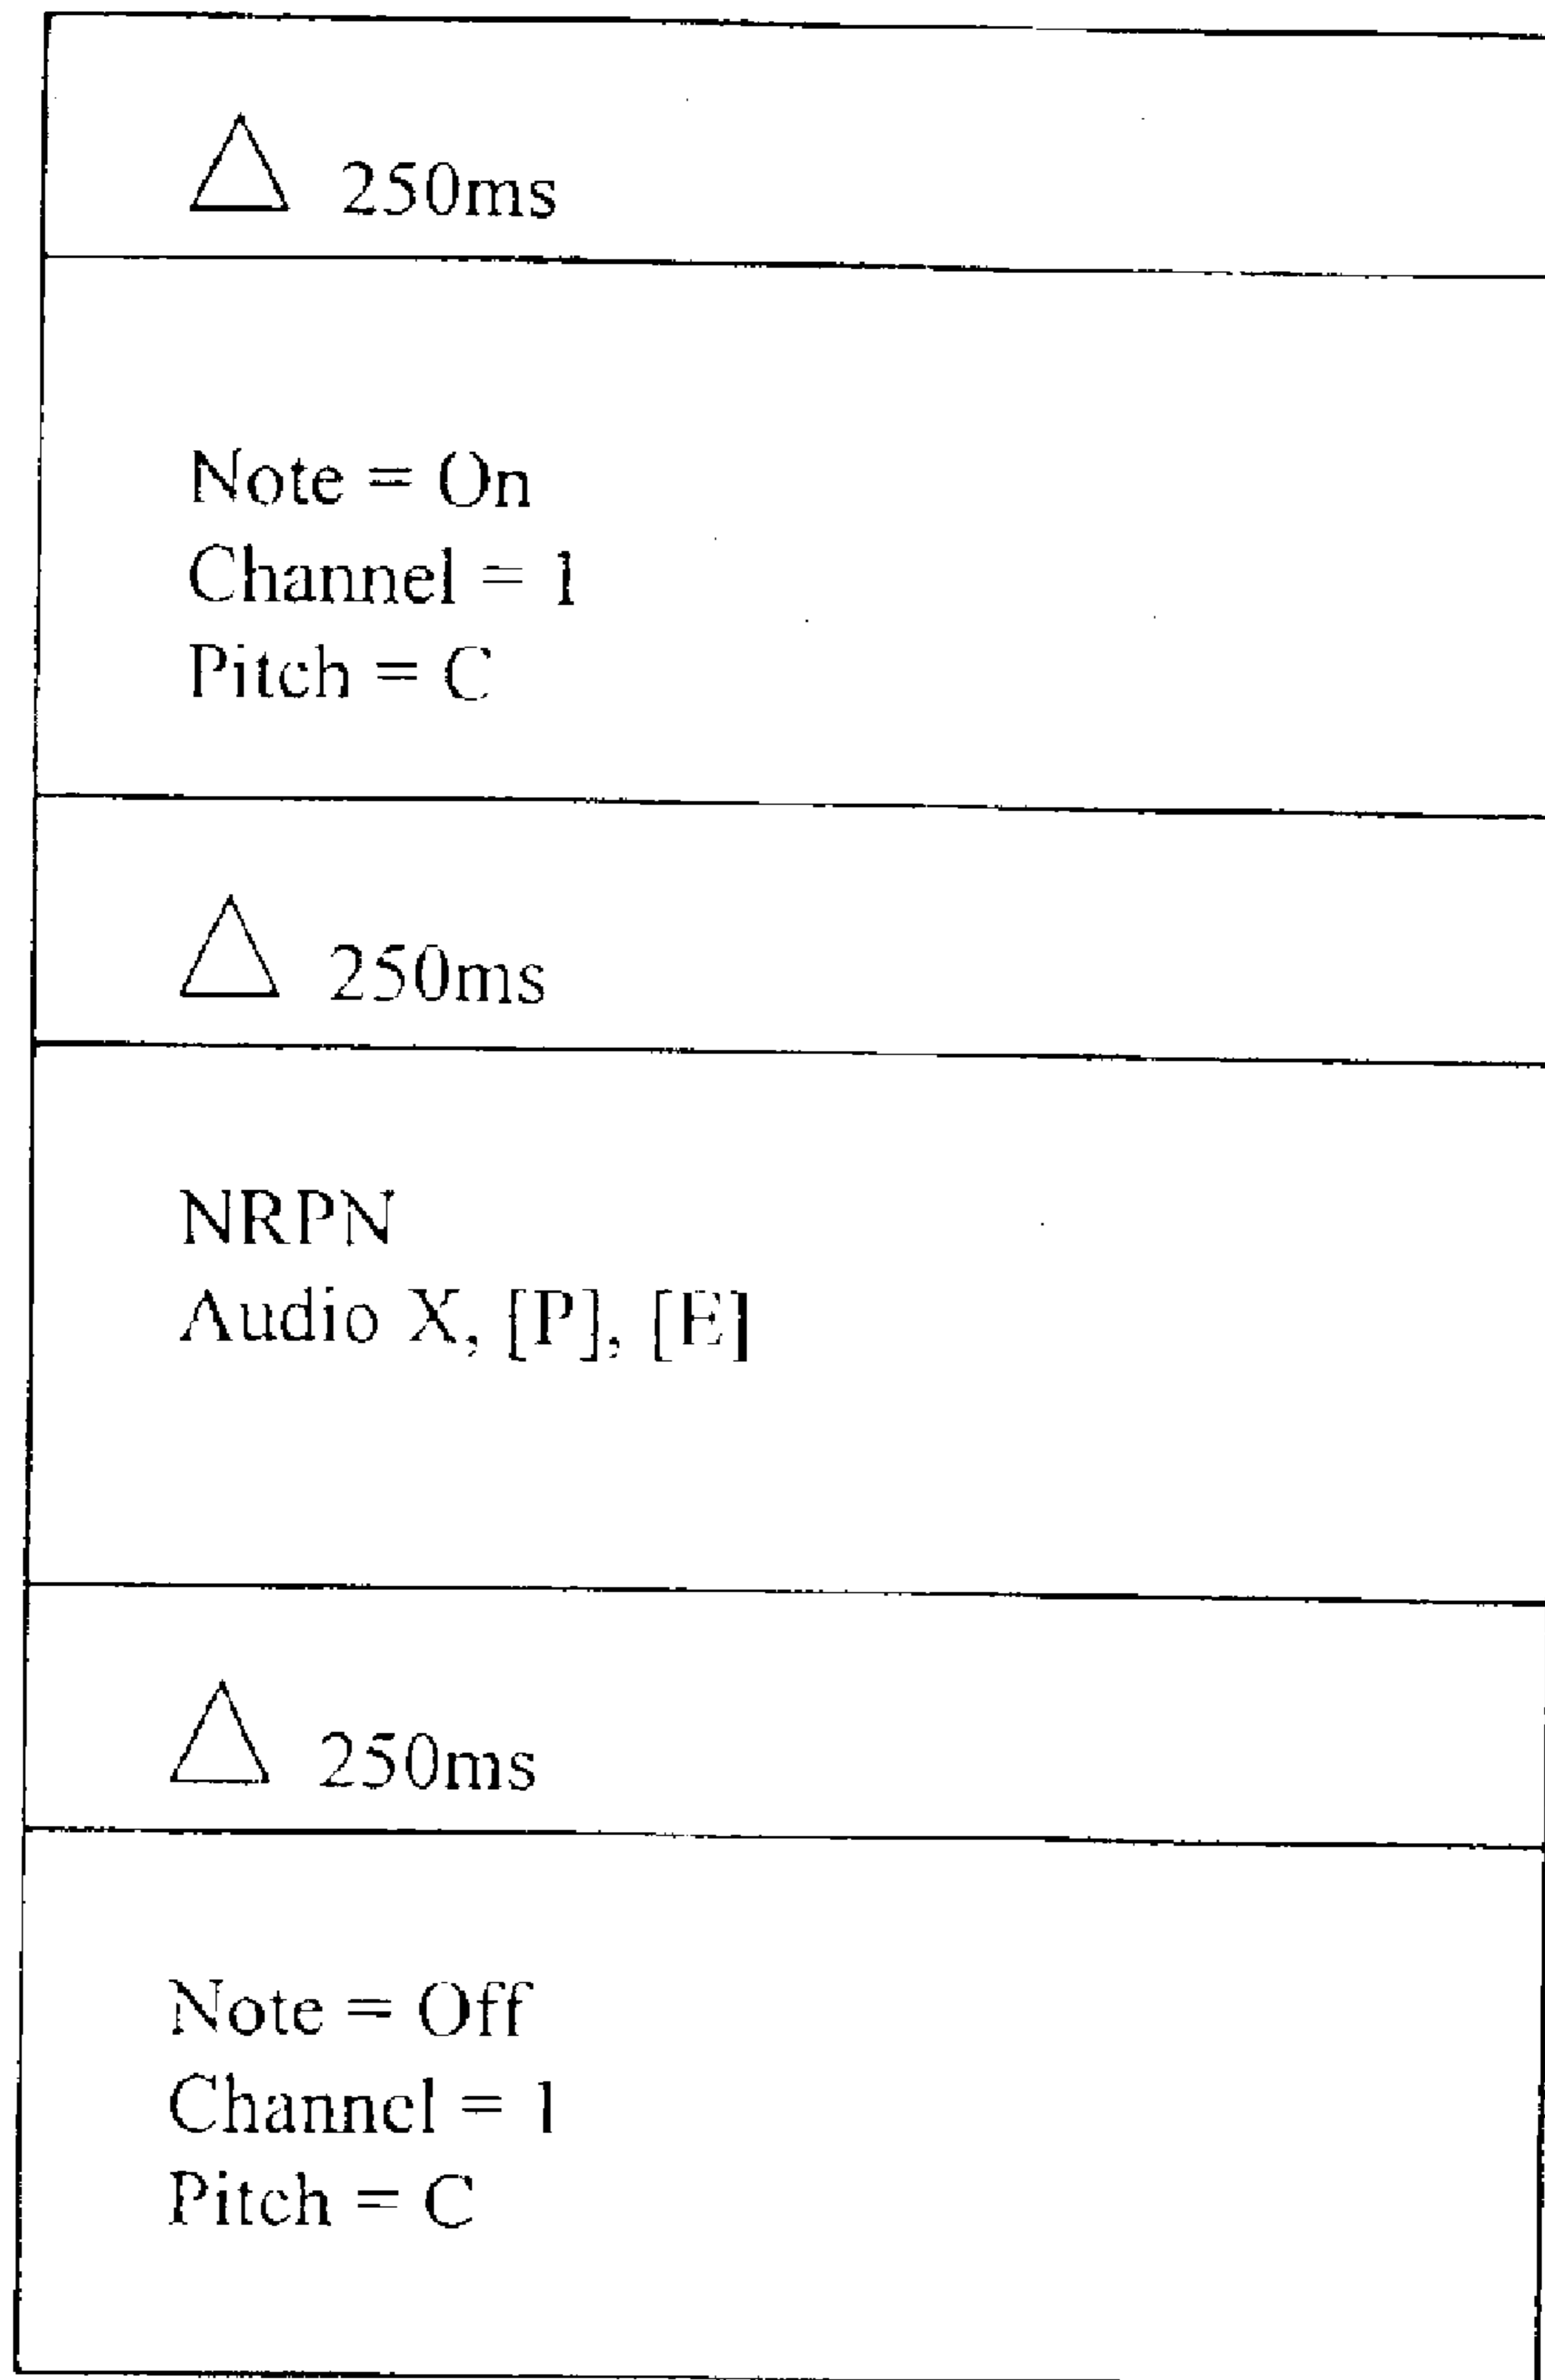 △ 250ms
Note = On
Channel = 1
Pitch = C
△ 250ms
NRPN
Audio X, [P], [E]
△ 250ms
Note = Off
Channel = 1
Pitch = C